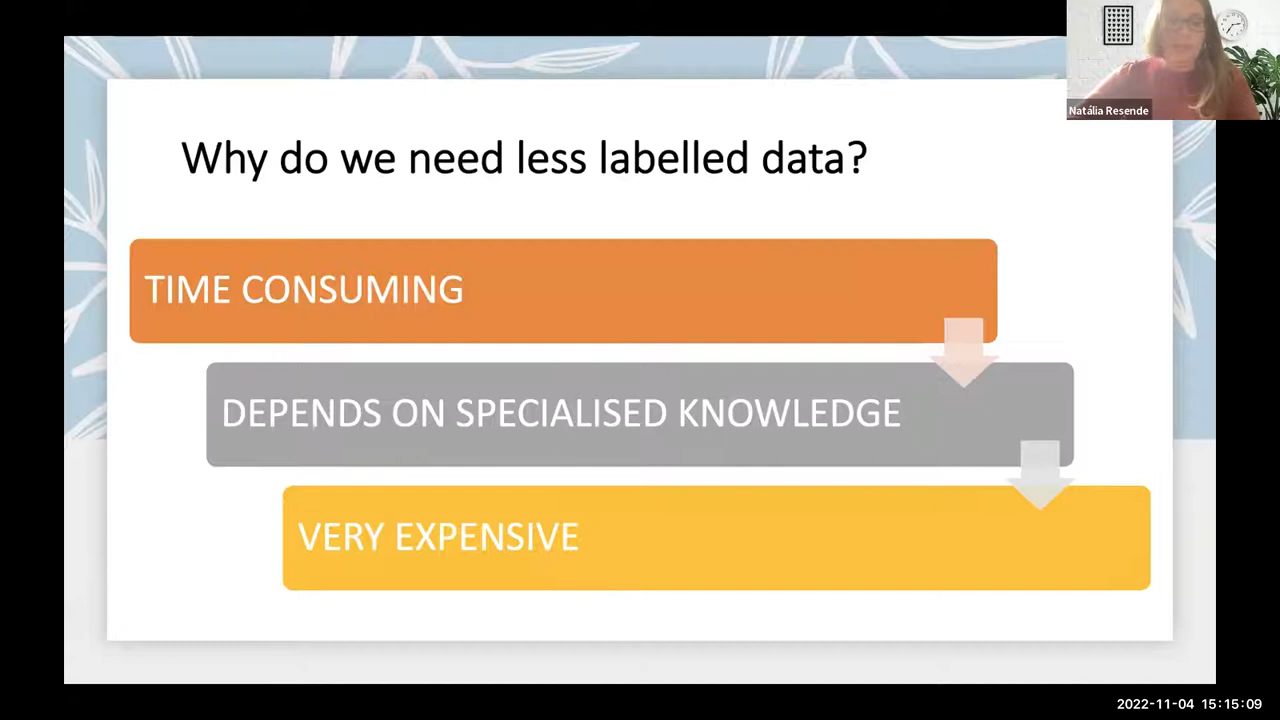 Natália Resende
Why do we need less labelled data?
TIME CONSUMING
DEPENDS ON SPECIALISED KNOWLEDGE
VERY EXPENSIVE
2022-11-04 15:15:09